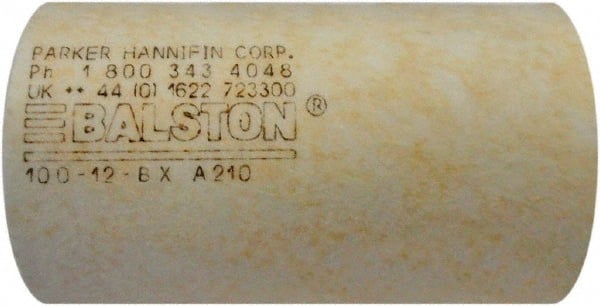 PARKER HANNIFIN CORP.
Ph 1 800 343 4048
UK ++ 44 (0) 1622 723300
BALSTON®
100-12-BX A210